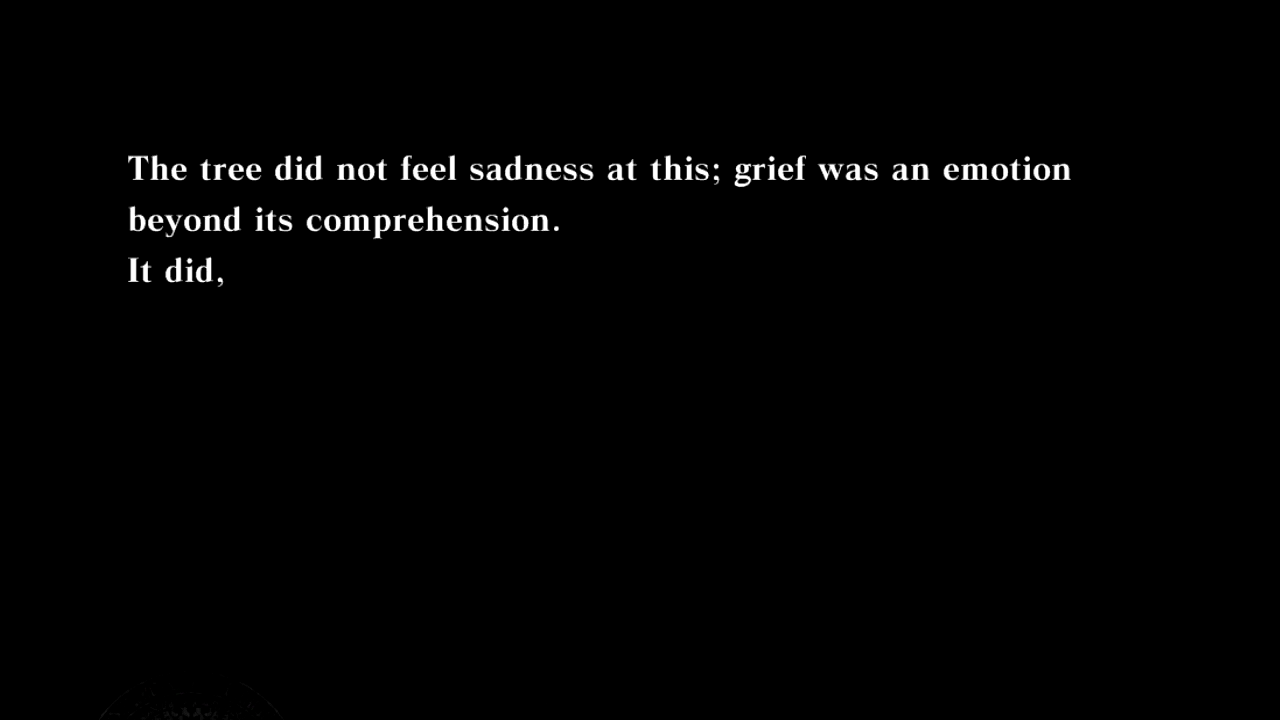 The tree did not feel sadness at this; grief was an emotion
beyond its comprehension.
It did,